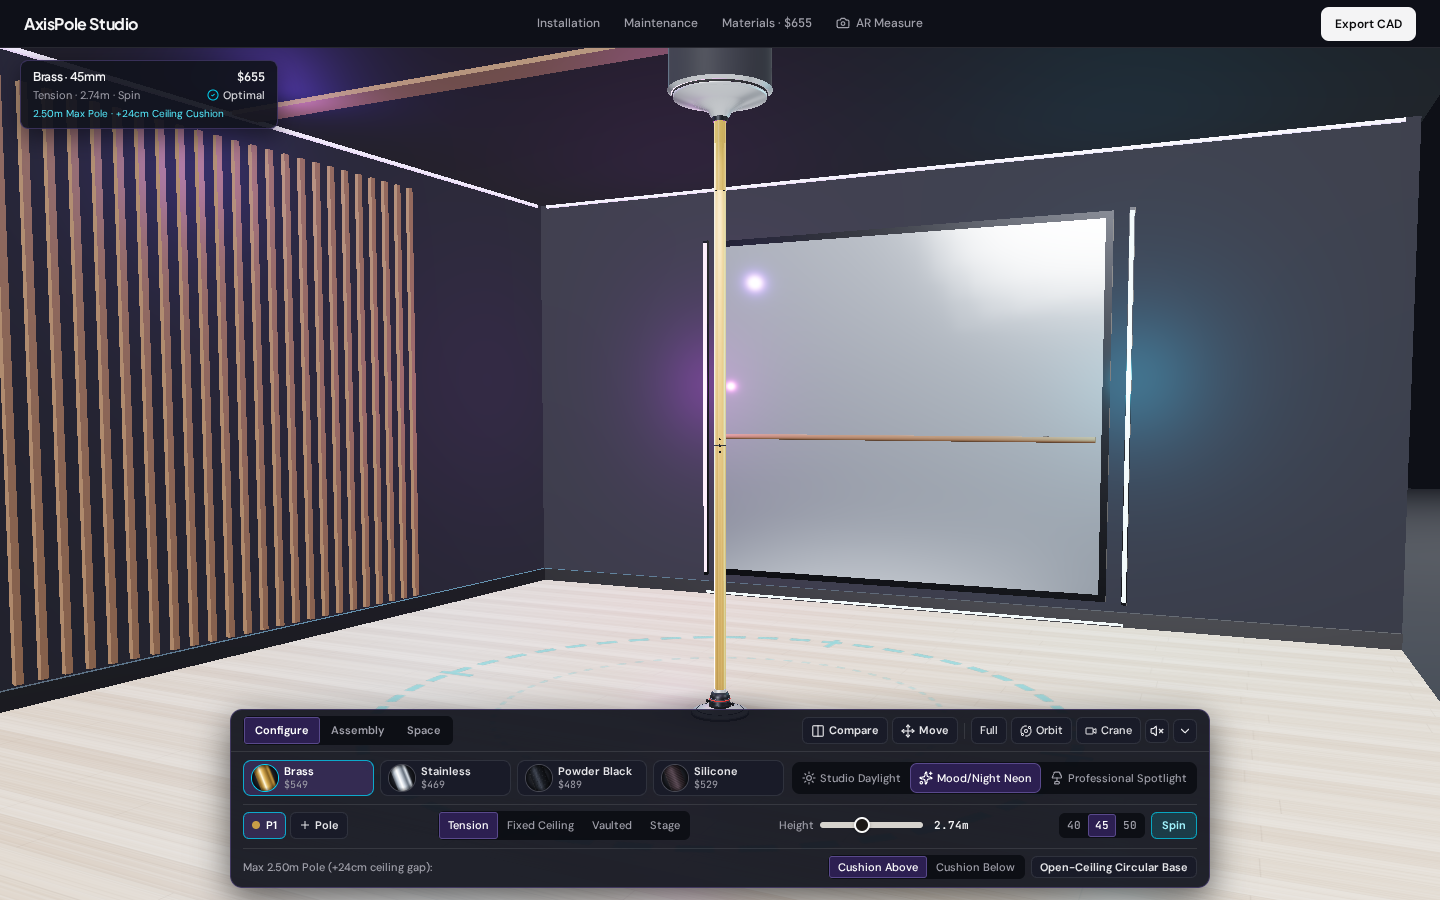 AxisPole Studio
Installation
Maintenance
Materials · $655
AR Measure
Export CAD
Brass · 45mm $655
Tension · 2.74m · Spin Optimal
2.50m Max Pole · +24cm Ceiling Cushion
Configure
Assembly
Space
Compare
Move
Full
Orbit
Crane
Brass
$549
Stainless
$469
Powder Black
$489
Silicone
$529
Studio Daylight
Mood/Night Neon
Professional Spotlight
P1
+ Pole
Tension
Fixed Ceiling
Vaulted
Stage
Height 2.74m
40 45 50
Spin
Max 2.50m Pole (+24cm ceiling gap):
Cushion Above
Cushion Below
Open-Ceiling Circular Base